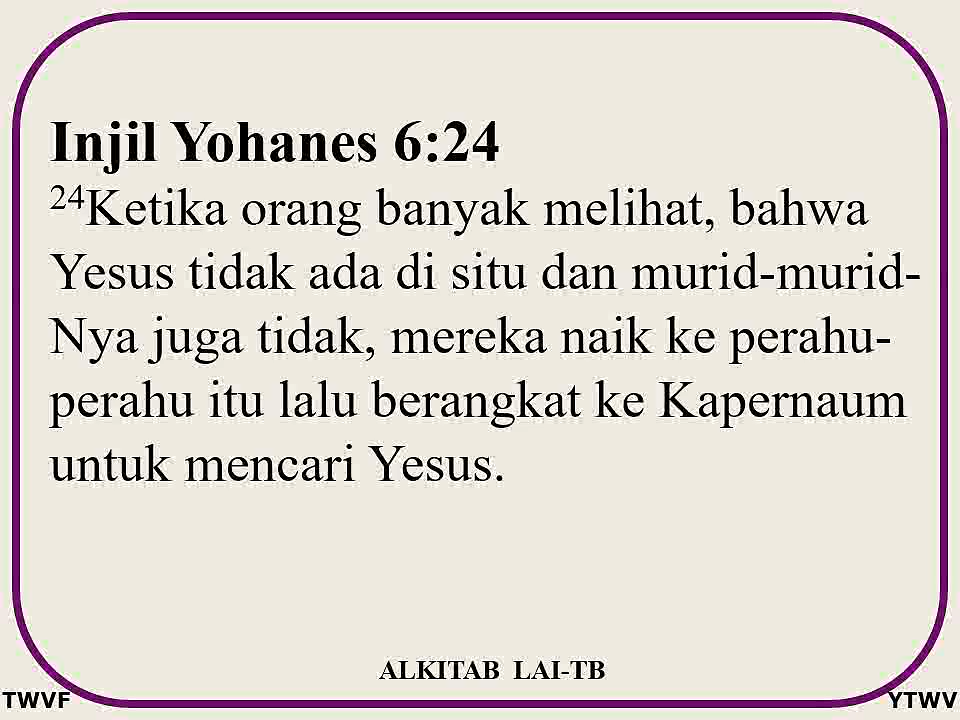 Injil Yohanes 6:24
24Ketika orang banyak melihat, bahwa
Yesus tidak ada di situ dan murid-murid-
Nya juga tidak, mereka naik ke perahu-
perahu itu lalu berangkat ke Kapernaum
untuk mencari Yesus.
ALKITAB LAI-TB
TWVF
YTWV